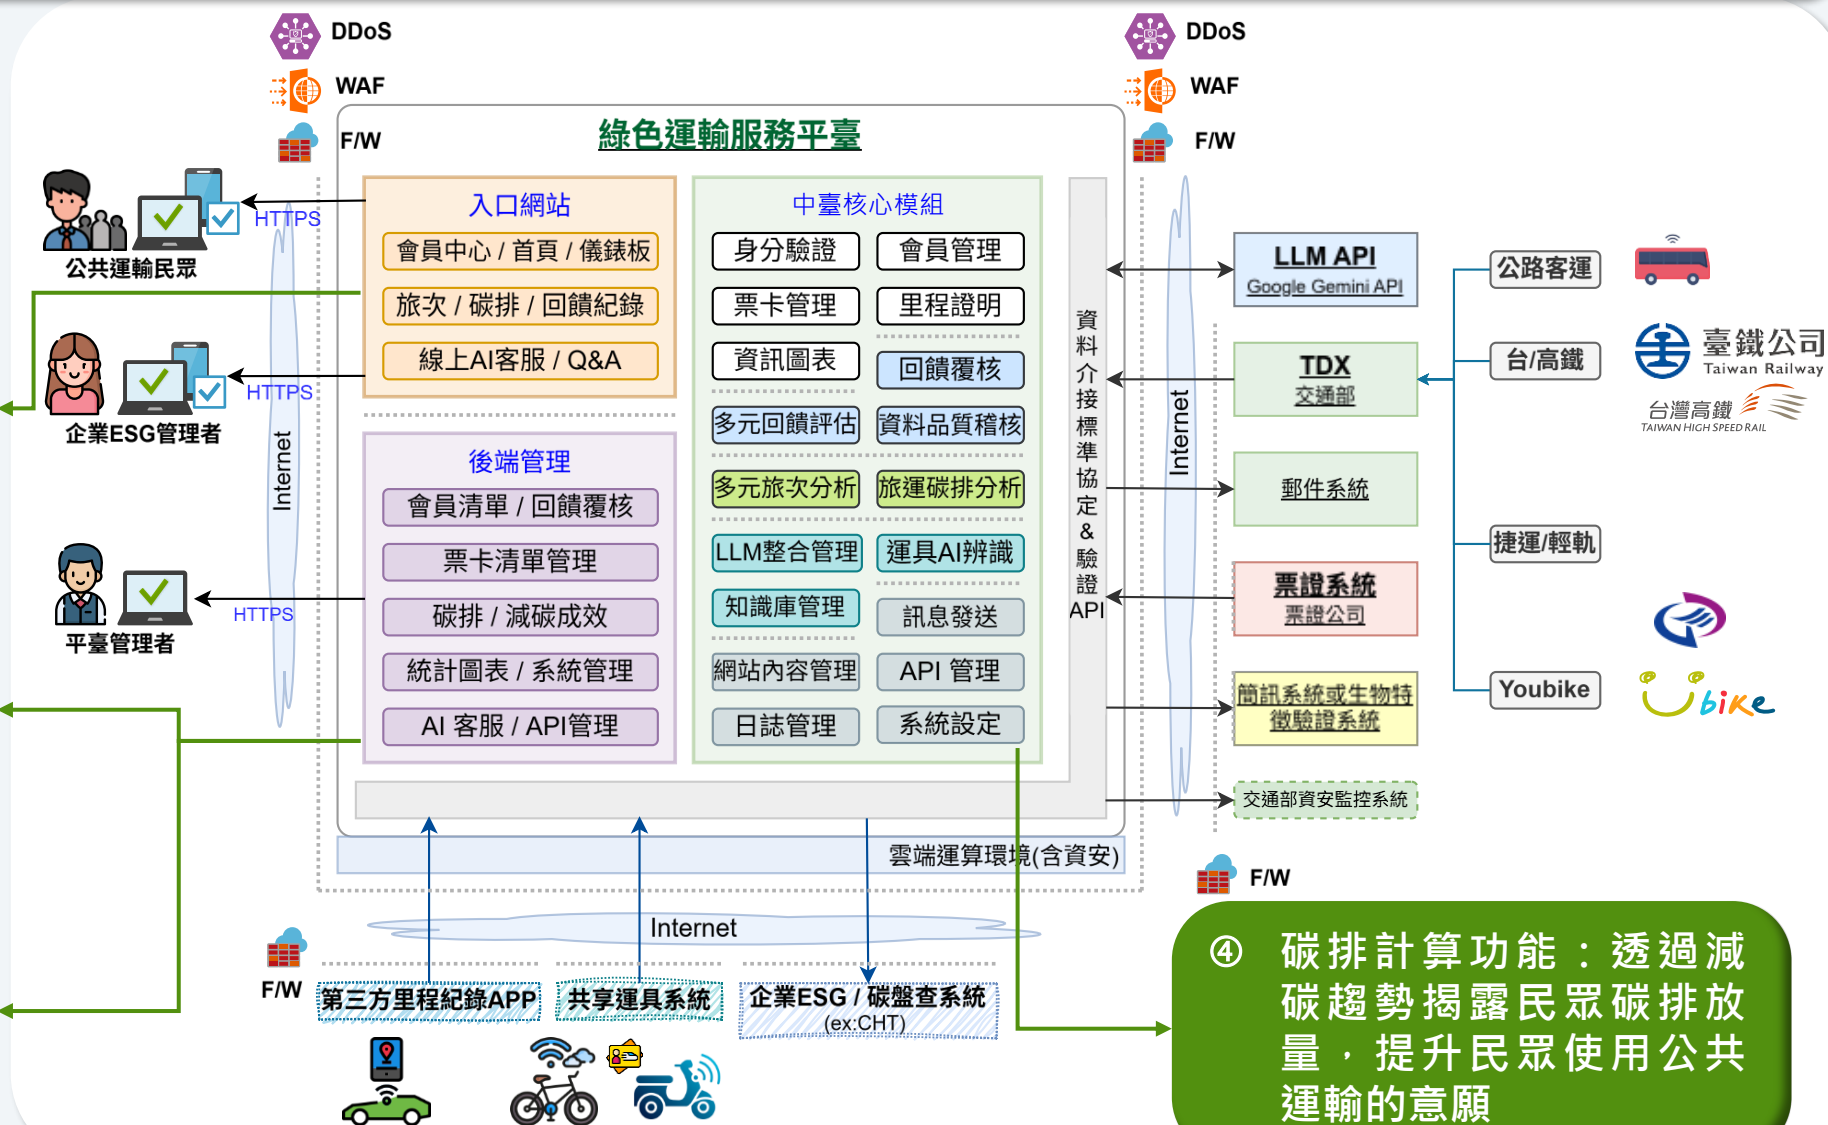 DDoS
WAF
F/W
DDoS
WAF
F/W
綠色運輸服務平臺
公共運輸民眾
HTTPS
企業ESG管理者
HTTPS
平臺管理者
HTTPS
Internet
入口網站
會員中心 / 首頁 / 儀錶板
旅次 / 碳排 / 回饋紀錄
線上AI客服 / Q&A
後端管理
會員清單 / 回饋覆核
票卡清單管理
碳排 / 減碳成效
統計圖表 / 系統管理
AI 客服 / API管理
中臺核心模組
身分驗證
會員管理
票卡管理
里程證明
資訊圖表
回饋覆核
多元回饋評估
資料品質稽核
多元旅次分析
旅運碳排分析
LLM整合管理
運具AI辨識
知識庫管理
訊息發送
網站內容管理
API 管理
日誌管理
系統設定
資料介接標準協定&驗證API
雲端運算環境(含資安)
Internet
LLM API
Google Gemini API
TDX
交通部
郵件系統
票證系統
票證公司
簡訊系統或生物特
徵驗證系統
交通部資安監控系統
F/W
公路客運
台/高鐵
捷運/輕軌
Youbike
臺鐵公司
Taiwan Railway
台灣高鐵
TAIWAN HIGH SPEED RAIL
Ubike
Internet
F/W
第三方里程紀錄APP
共享運具系統
企業ESG / 碳盤查系統
(ex:CHT)
④ 碳排計算功能：透過減
碳趨勢揭露民眾碳排放
量，提升民眾使用公共
運輸的意願